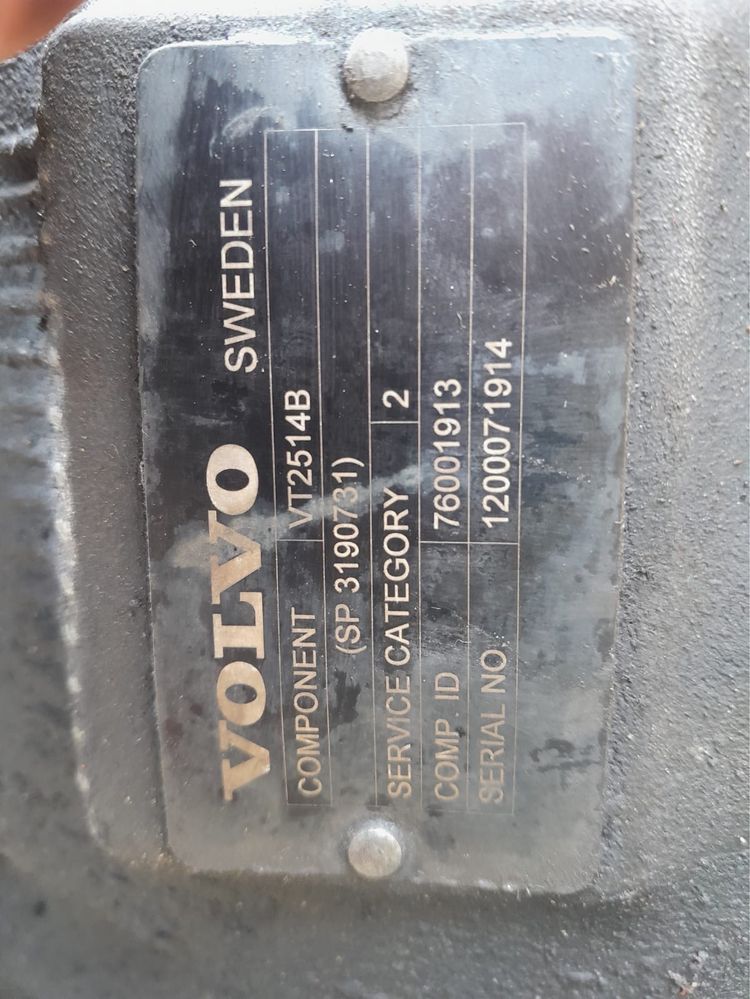 VOLVO SWEDEN
COMPONENT VT2514B
(SP 3190731)
SERVICE CATEGORY 2
COMP. ID 76001913
SERIAL NO. 1200071914